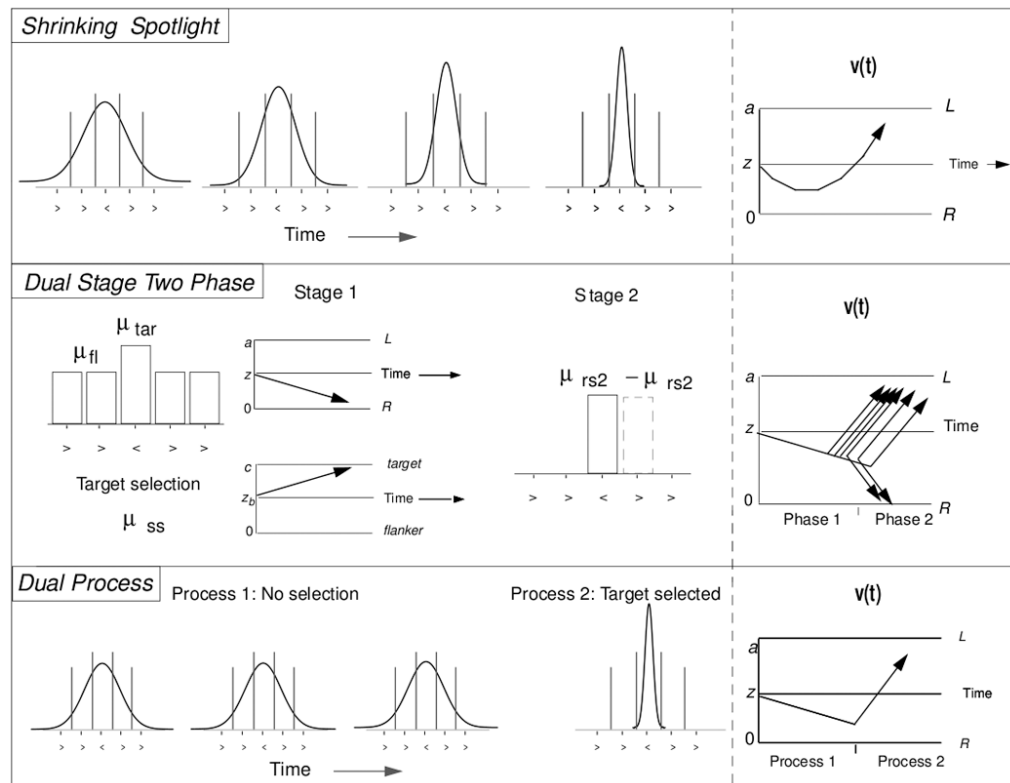 Shrinking Spotlight
> > < > >
> > < > >
> > < > >
> > < > >
Time
v(t)
a
L
z
Time
0
R
Dual Stage Two Phase
μ fl
μ tar
> > < > >
Target selection
μ ss
Stage 1
a
L
z
Time
0
R
c
target
z b
Time
0
flanker
Stage 2
μ rs2 – μ rs2
> > < > >
v(t)
a
L
z
Time
0
R
Phase 1
Phase 2
Dual Process
Process 1: No selection
Process 2: Target selected
> > < > >
> > < > >
> > < > >
> > < > >
Time
v(t)
a
L
z
Time
0
R
Process 1
Process 2